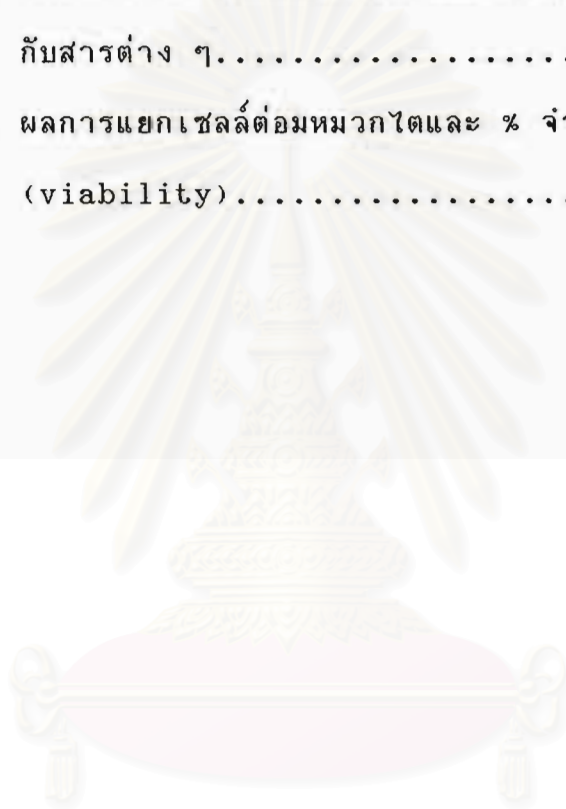 กับสารต่าง ๆ....................
ผลการแยกเซลล์ต่อมหมวกไตและ % จำ
(viability)...................